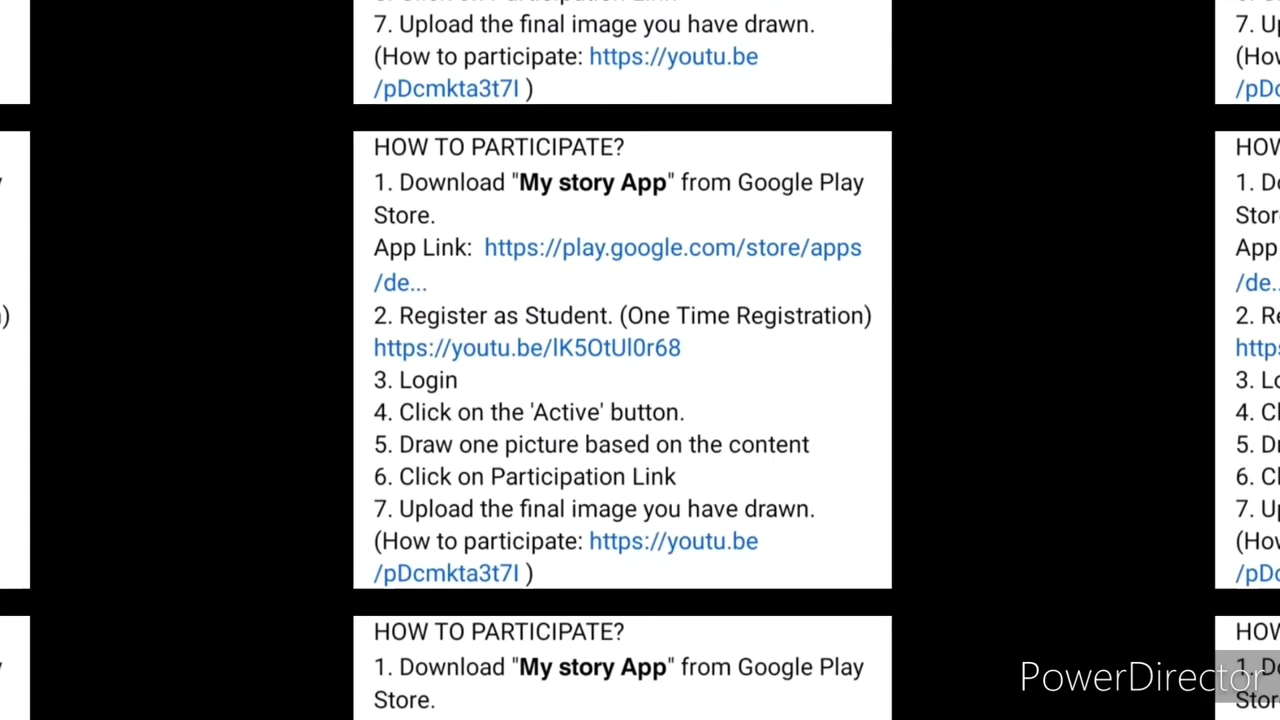 7. Upload the final image you have drawn.
(How to participate: https://youtu.be
/pDcmkta3t7I )
HOW TO PARTICIPATE?
1. Download "My story App" from Google Play
Store.
App Link: https://play.google.com/store/apps
/de...
2. Register as Student. (One Time Registration)
https://youtu.be/lK5OtUl0r68
3. Login
4. Click on the 'Active' button.
5. Draw one picture based on the content
6. Click on Participation Link
7. Upload the final image you have drawn.
(How to participate: https://youtu.be
/pDcmkta3t7I )
HOW TO PARTICIPATE?
1. Download "My story App" from Google Play
Store.
PowerDirector